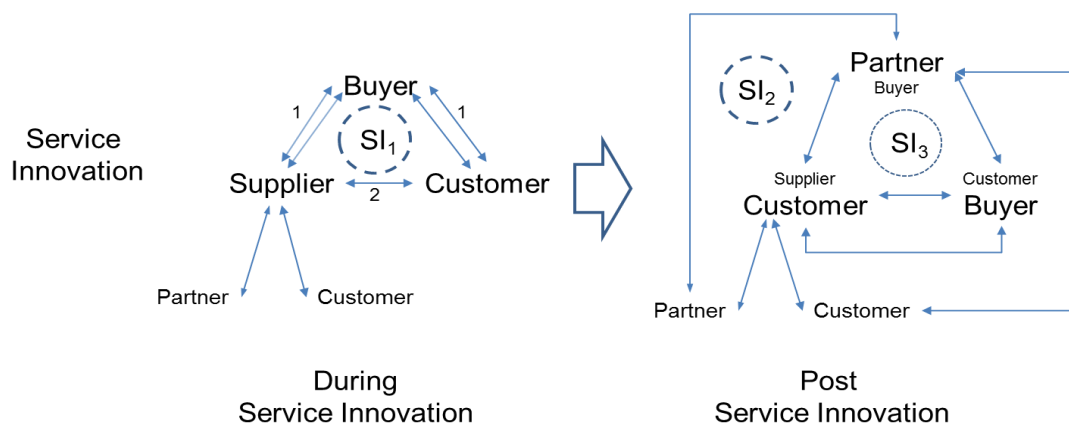 Service
Innovation
Buyer
1
1
SI₁
Supplier
2
Customer
Partner
Customer
During
Service Innovation
Partner
Buyer
SI₂
SI₃
Supplier
Customer
Customer
Buyer
Partner
Customer
Post
Service Innovation